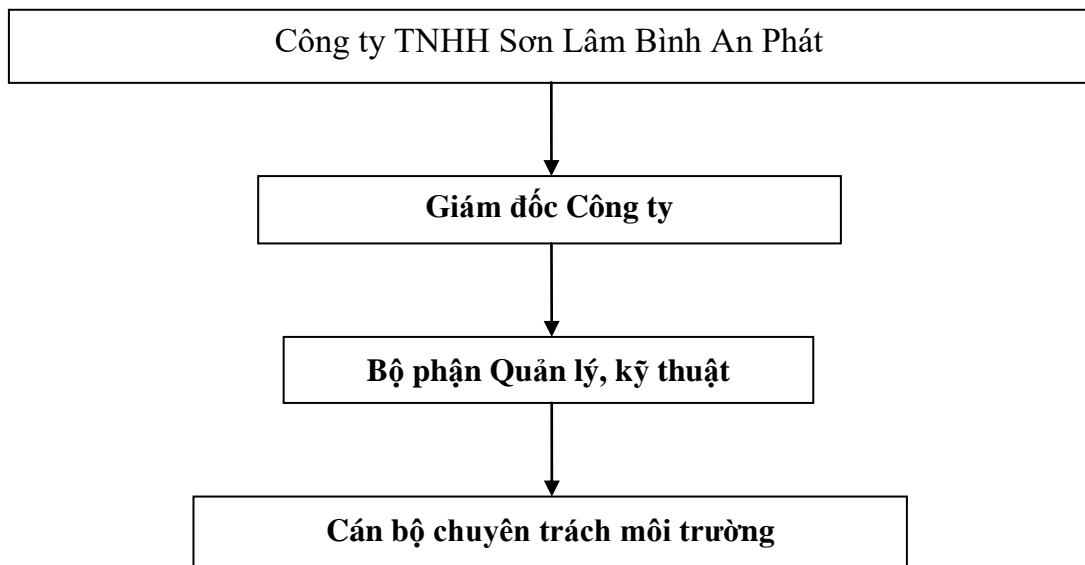 Công ty TNHH Sơn Lâm Bình An Phát
Giám đốc Công ty
Bộ phận Quản lý, kỹ thuật
Cán bộ chuyên trách môi trường